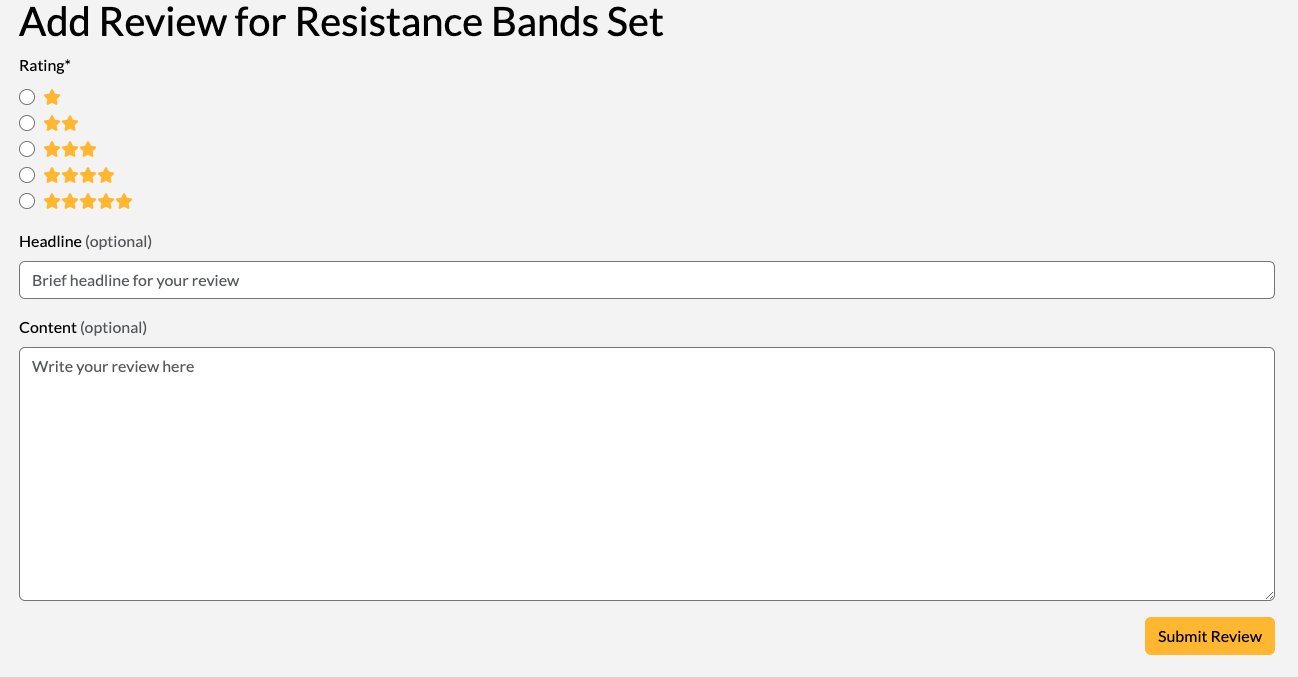 Add Review for Resistance Bands Set
Rating*
Headline (optional)
Brief headline for your review
Content (optional)
Write your review here
Submit Review